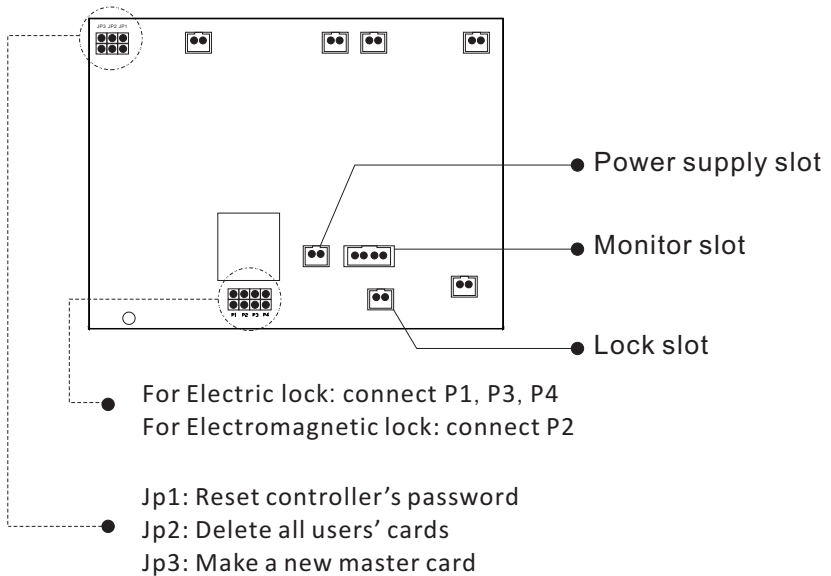 JP3 JP2 JP1
Power supply slot
Monitor slot
P1 P2 P3 P4
Lock slot
For Electric lock: connect P1, P3, P4
For Electromagnetic lock: connect P2
Jp1: Reset controller's password
Jp2: Delete all users' cards
Jp3: Make a new master card